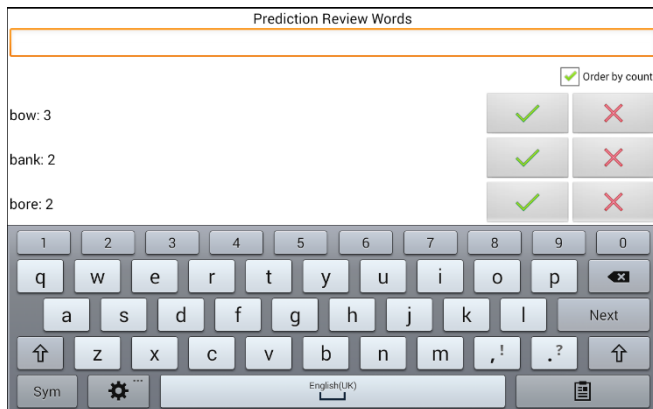 Prediction Review Words
Order by count
bow: 3
bank: 2
bore: 2
1 2 3 4 5 6 7 8 9 0
q w e r t y u i o p
a s d f g h j k l Next
z x c v b n m ,! .?
Sym ... English(UK)